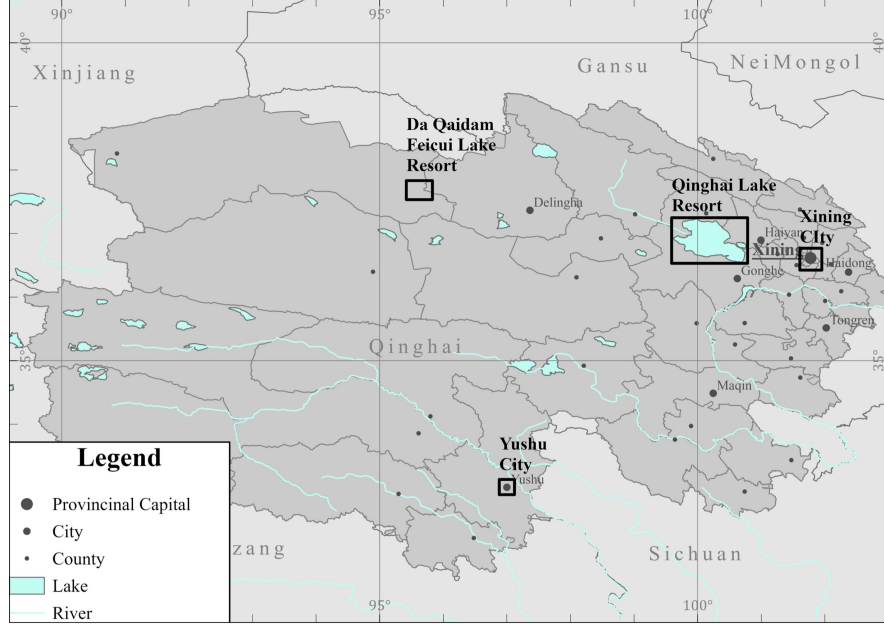 90°
95°
100°
40°
40°
Xinjiang
Gansu
NeiMongol
Da Qaidam
Feicui Lake
Resort
Delingha
Qinghai Lake
Resort
Xining
CIty
Haiyan
Xining
Haidong
Gonghe
Tongren
Qinghai
35°
35°
Maqin
Yushu
City
Yushu
Legend
Provincinal Capital
City
County
Lake
River
zang
Sichuan
95°
100°